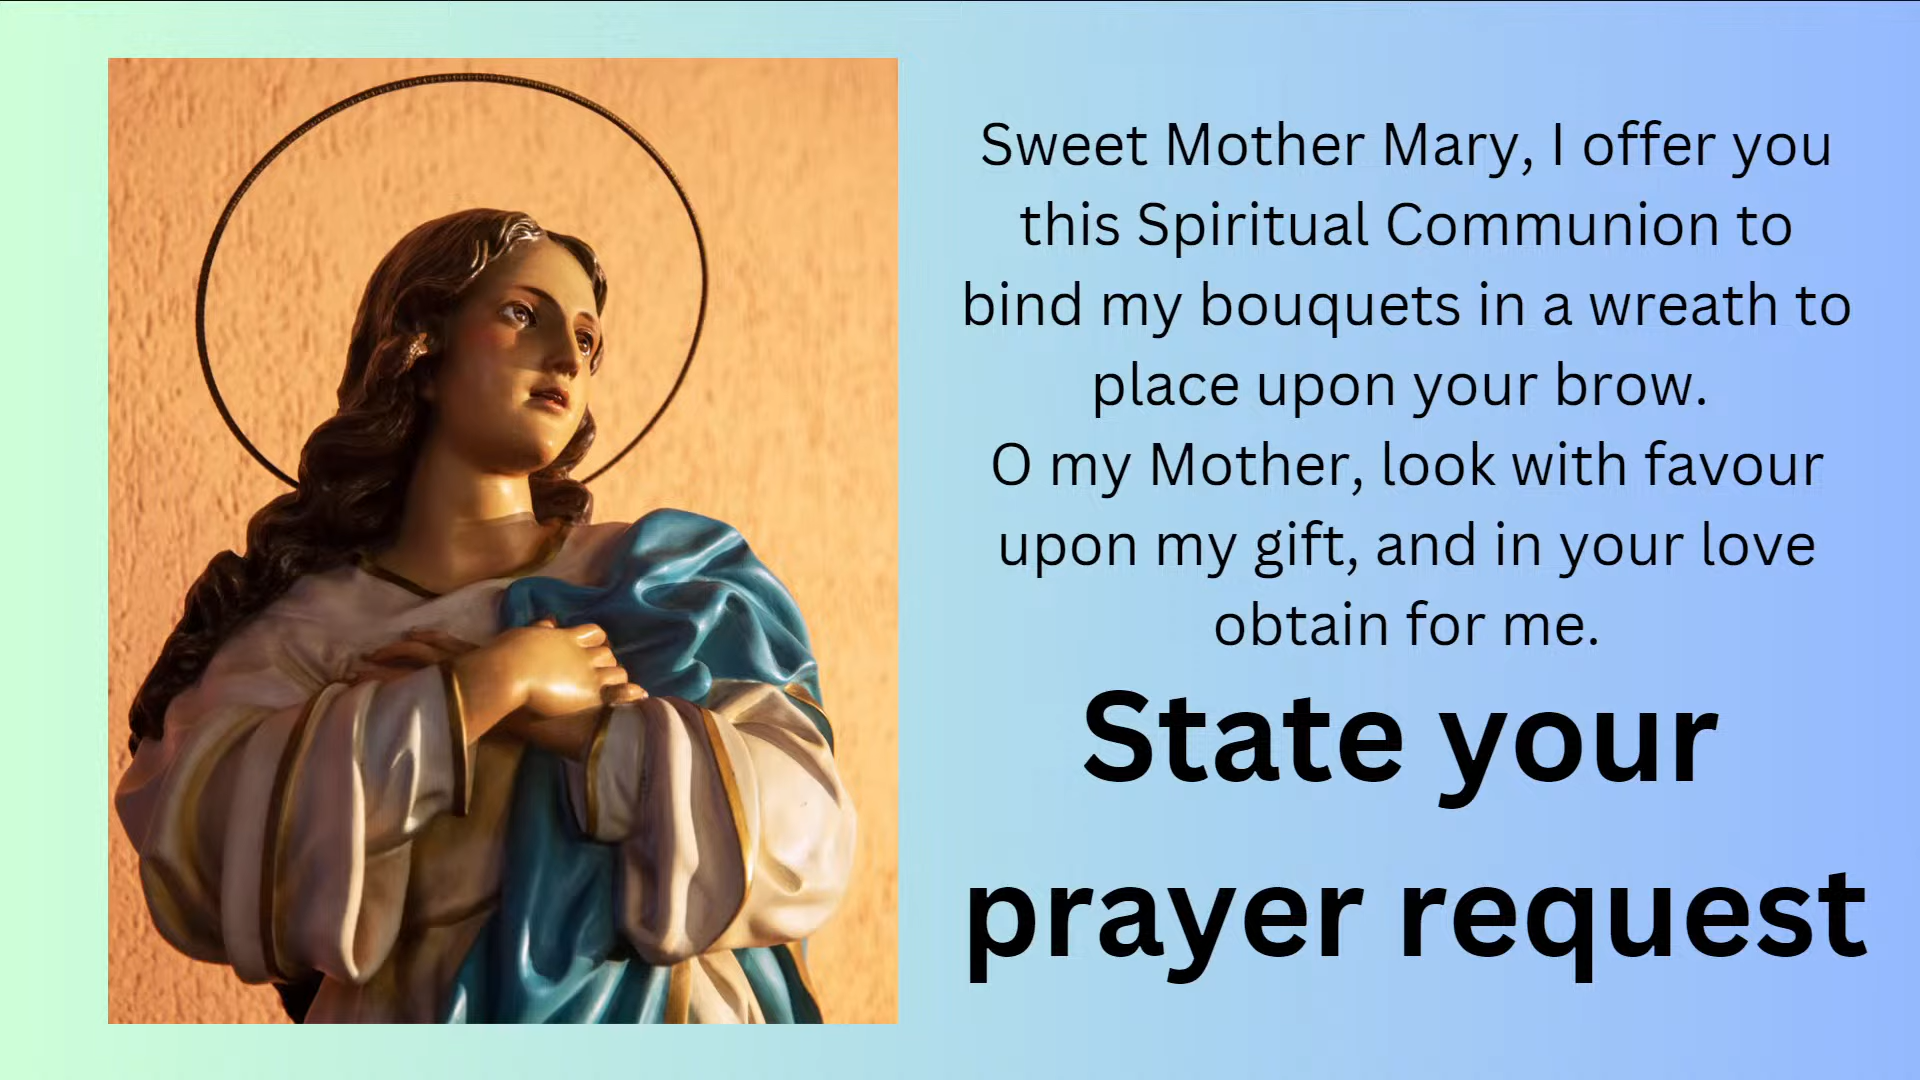 Sweet Mother Mary, I offer you
this Spiritual Communion to
bind my bouquets in a wreath to
place upon your brow.
O my Mother, look with favour
upon my gift, and in your love
obtain for me.
State your
prayer request